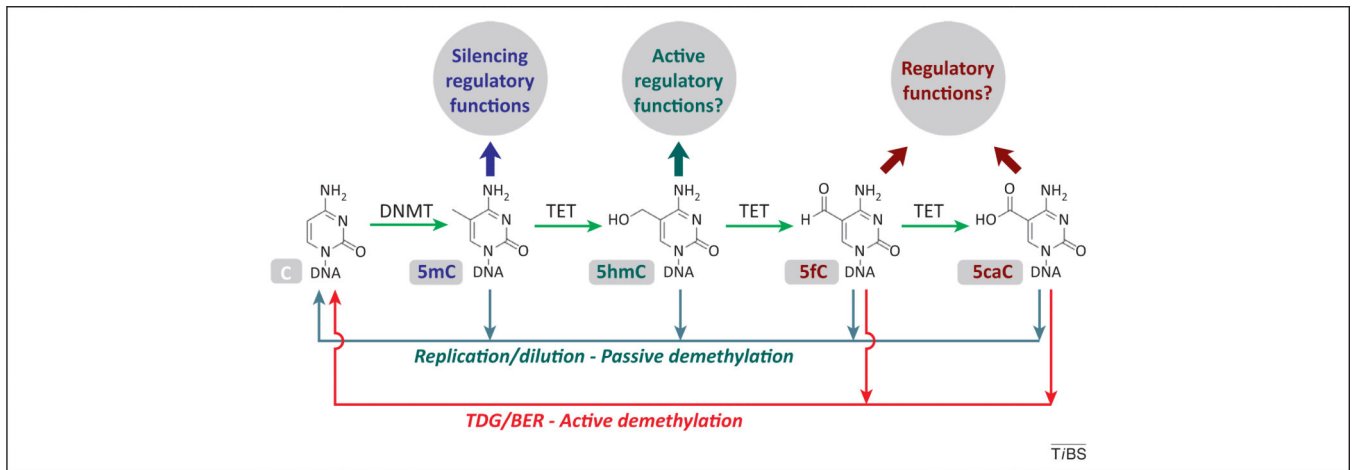 Silencing
regulatory
functions
Active
regulatory
functions?
Regulatory
functions?
NH2
DNMT
N
N
O
DNA
C
NH2
TET
N
N
O
DNA
5mC
NH2
HO
TET
N
N
O
DNA
5hmC
O
NH2
H
TET
N
N
O
DNA
5fC
O
NH2
HO
N
N
O
DNA
5caC
Replication/dilution - Passive demethylation
TDG/BER - Active demethylation
TiBS